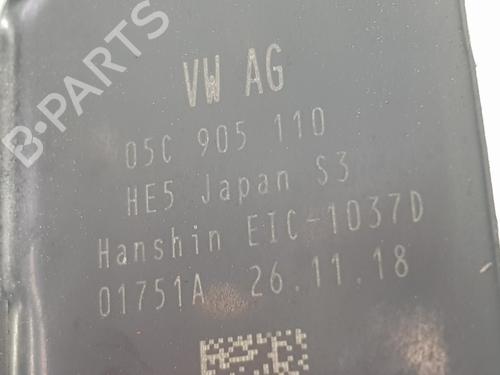 VW AG
05C 905 110
HE5 Japan S3
Hanshin EIC-1037D
01751A 26.11.18
B-PARTS